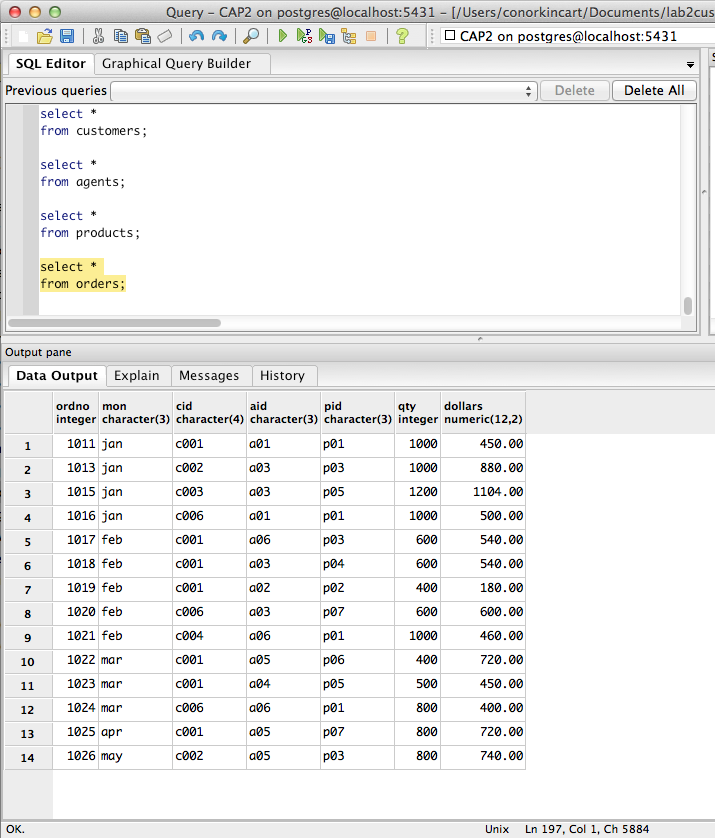 Query - CAP2 on postgres@localhost:5431 - [/Users/conorkincart/Documents/lab2cus
CAP2 on postgres@localhost:5431
SQL Editor Graphical Query Builder
Previous queries Delete Delete All
select *
from customers;
select *
from agents;
select *
from products;
select *
from orders;
Output pane
Data Output Explain Messages History
ordno mon cid aid pid qty dollars
integer character(3) character(4) character(3) character(3) integer numeric(12,2)
1 1011 jan c001 a01 p01 1000 450.00
2 1013 jan c002 a03 p03 1000 880.00
3 1015 jan c003 a03 p05 1200 1104.00
4 1016 jan c006 a01 p01 1000 500.00
5 1017 feb c001 a06 p03 600 540.00
6 1018 feb c001 a03 p04 600 540.00
7 1019 feb c001 a02 p02 400 180.00
8 1020 feb c006 a03 p07 600 600.00
9 1021 feb c004 a06 p01 1000 460.00
10 1022 mar c001 a05 p06 400 720.00
11 1023 mar c001 a04 p05 500 450.00
12 1024 mar c006 a06 p01 800 400.00
13 1025 apr c001 a05 p07 800 720.00
14 1026 may c002 a05 p03 800 740.00
OK. Unix Ln 197, Col 1, Ch 5884